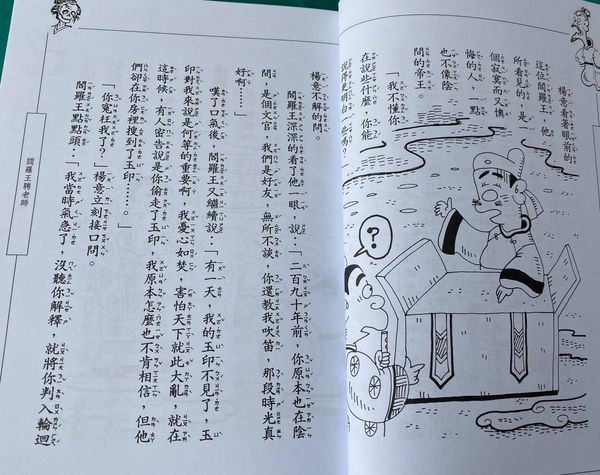 楊意看著眼前的
這位閻羅王，他
所看見的，是一
個寂寞而又懊
悔的人，一點
也不像陰
間的帝王。
「我不懂你
在說些什麼，你能
說得更明白一些嗎？」
楊意不解的問。
閻羅王深深的看了他一眼，說：「二百九十年前，你原本也在陰
間，是個文官，我們是好友，無所不談，你還教我吹笛，那段時光真
好啊……」
嘆了口氣後，閻羅王又繼續說：「有一天，我的玉印不見了，玉
印對我來說是何等的重要啊，我憂心如焚，害怕天下就此大亂，就在
這時候，有人密告說是你偷走了玉印，我原本怎麼也不肯相信，但他
們卻在你房裡搜到了玉印……。」
「你冤枉我了？」楊意立刻接口問。
閻羅王點點頭：「我當時氣急了，沒聽你解釋，就將你判入輪迴
？
閻羅王聘老師